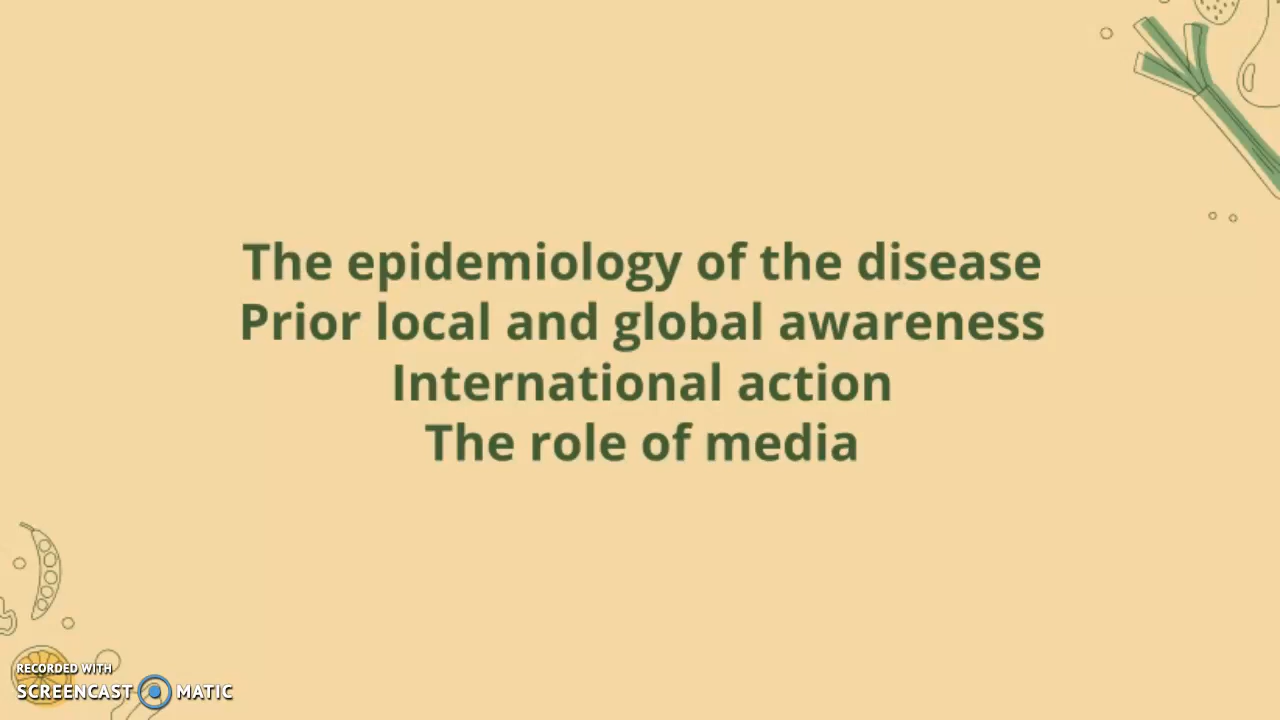 The epidemiology of the disease
Prior local and global awareness
International action
The role of media
RECORDED WITH
SCREENCAST MATIC